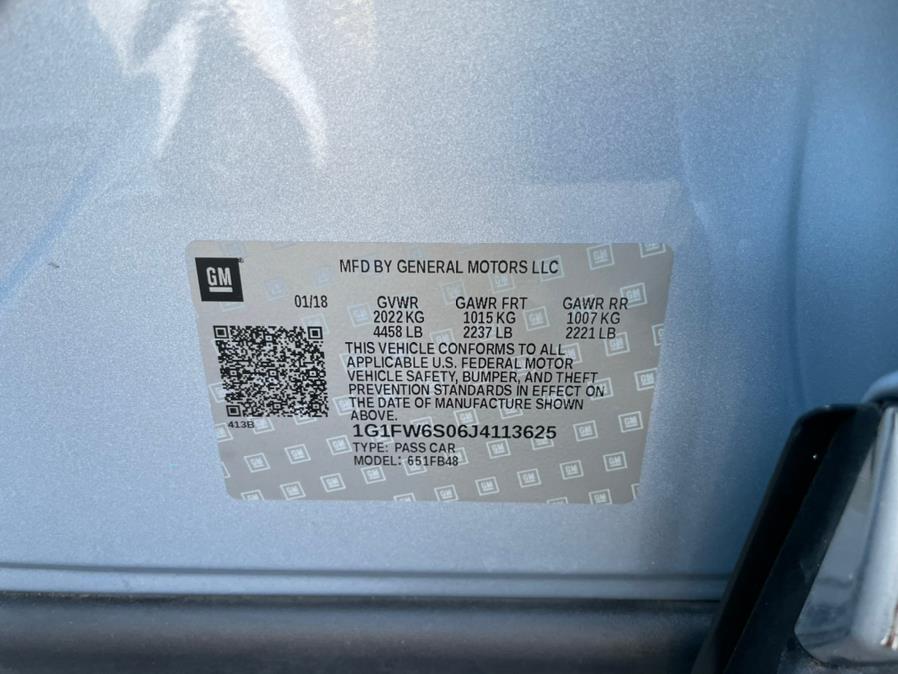 GM
MFD BY GENERAL MOTORS LLC
01/18 GVWR GAWR FRT GAWR RR
2022 KG 1015 KG 1007 KG
4458 LB 2237 LB 2221 LB
THIS VEHICLE CONFORMS TO ALL
APPLICABLE U.S. FEDERAL MOTOR
VEHICLE SAFETY, BUMPER, AND THEFT
PREVENTION STANDARDS IN EFFECT ON
THE DATE OF MANUFACTURE SHOWN
ABOVE.
413B
1G1FW6S06J4113625
TYPE: PASS CAR
MODEL: 651FB48